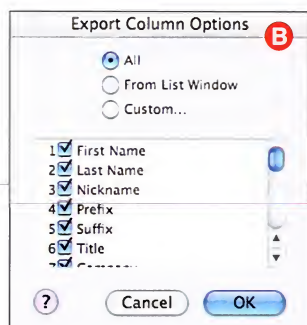 Export Column Options
B
All
From List Window
Custom...
1 First Name
2 Last Name
3 Nickname
4 Prefix
5 Suffix
6 Title
?
Cancel
OK